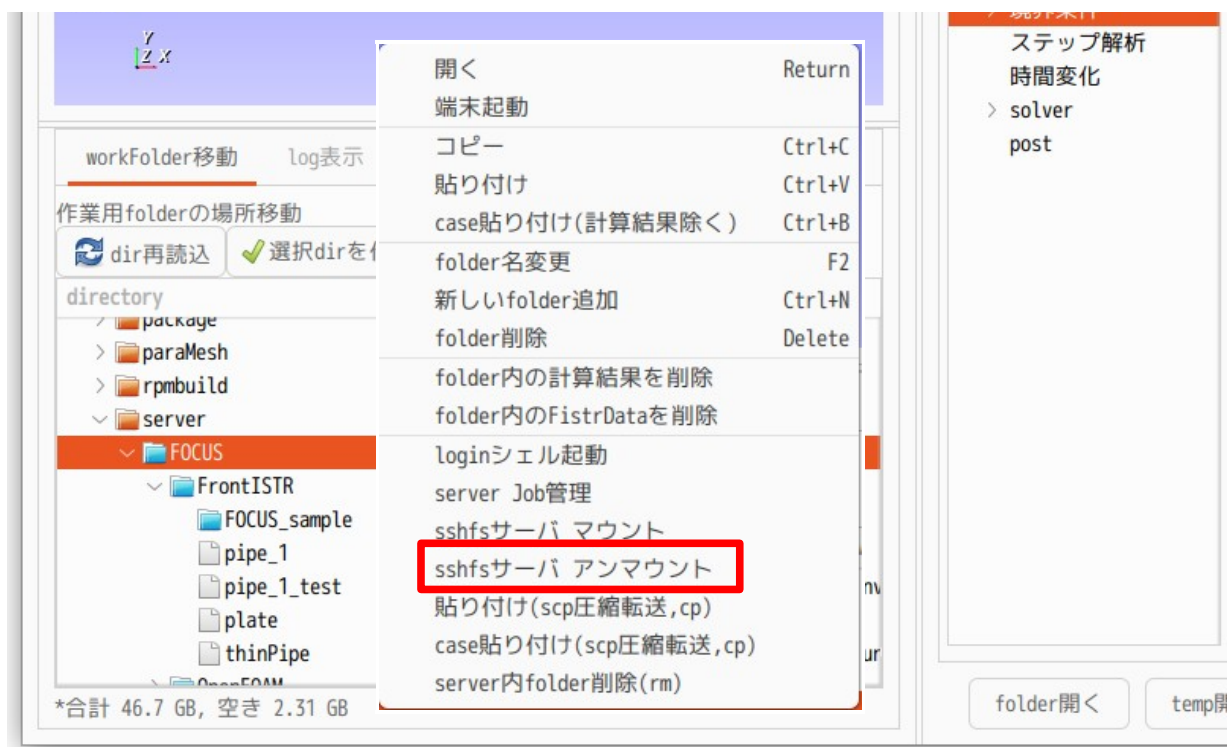 Y
Z X
workFolder移動 log表示
作業用folderの場所移動
dir再読込 選択dirを
directory
package
paraMesh
rpmbuild
server
FOCUS
FrontISTR
FOCUS_sample
pipe_1
pipe_1_test
plate
thinPipe
OpenFOAM
*合計 46.7 GB, 空き 2.31 GB
開く Return
端末起動
コピー Ctrl+C
貼り付け Ctrl+V
case貼り付け(計算結果除く) Ctrl+B
folder名変更 F2
新しいfolder追加 Ctrl+N
folder削除 Delete
folder内の計算結果を削除
folder内のFistrDataを削除
loginシェル起動
server Job管理
sshfsサーバ マウント
sshfsサーバ アンマウント
貼り付け(scp圧縮転送,cp)
case貼り付け(scp圧縮転送,cp)
server内folder削除(rm)
境界条件
ステップ解析
時間変化
solver
post
folder開く temp開